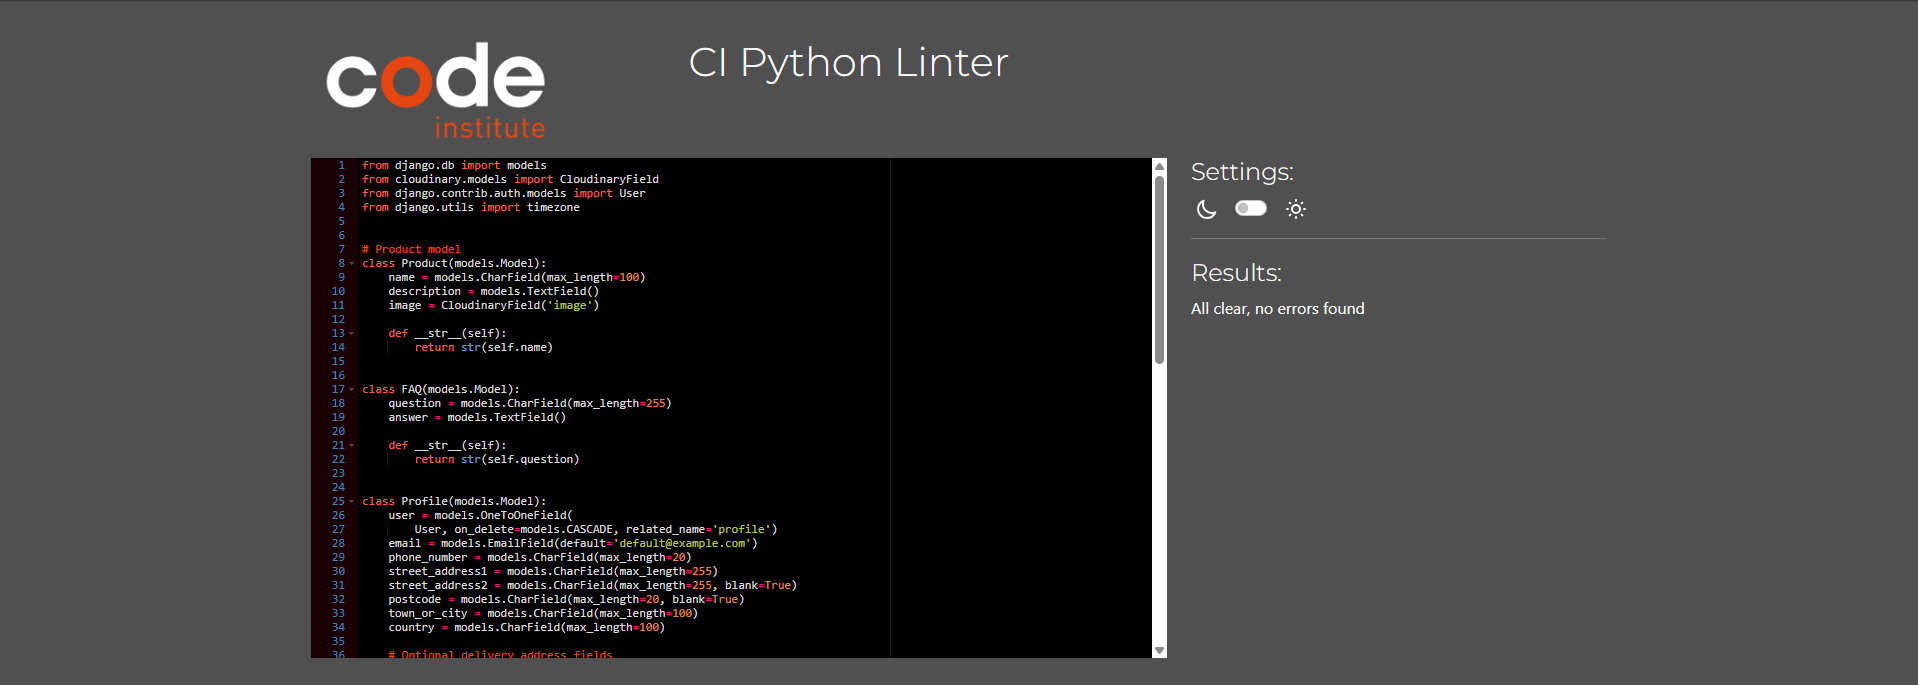 code
institute
CI Python Linter
1 from django.db import models
2 from cloudinary.models import CloudinaryField
3 from django.contrib.auth.models import User
4 from django.utils import timezone
5
6
7 # Product model
8 class Product(models.Model):
9     name = models.CharField(max_length=100)
10     description = models.TextField()
11     image = CloudinaryField('image')
12
13     def __str__(self):
14         return str(self.name)
15
16
17 class FAQ(models.Model):
18     question = models.CharField(max_length=255)
19     answer = models.TextField()
20
21     def __str__(self):
22         return str(self.question)
23
24
25 class Profile(models.Model):
26     user = models.OneToOneField(
27         User, on_delete=models.CASCADE, related_name='profile')
28     email = models.EmailField(default='default@example.com')
29     phone_number = models.CharField(max_length=20)
30     street_address1 = models.CharField(max_length=255)
31     street_address2 = models.CharField(max_length=255, blank=True)
32     postcode = models.CharField(max_length=20, blank=True)
33     town_or_city = models.CharField(max_length=100)
34     country = models.CharField(max_length=100)
35
36     # Optional delivery address fields
Settings:
Results:
All clear, no errors found